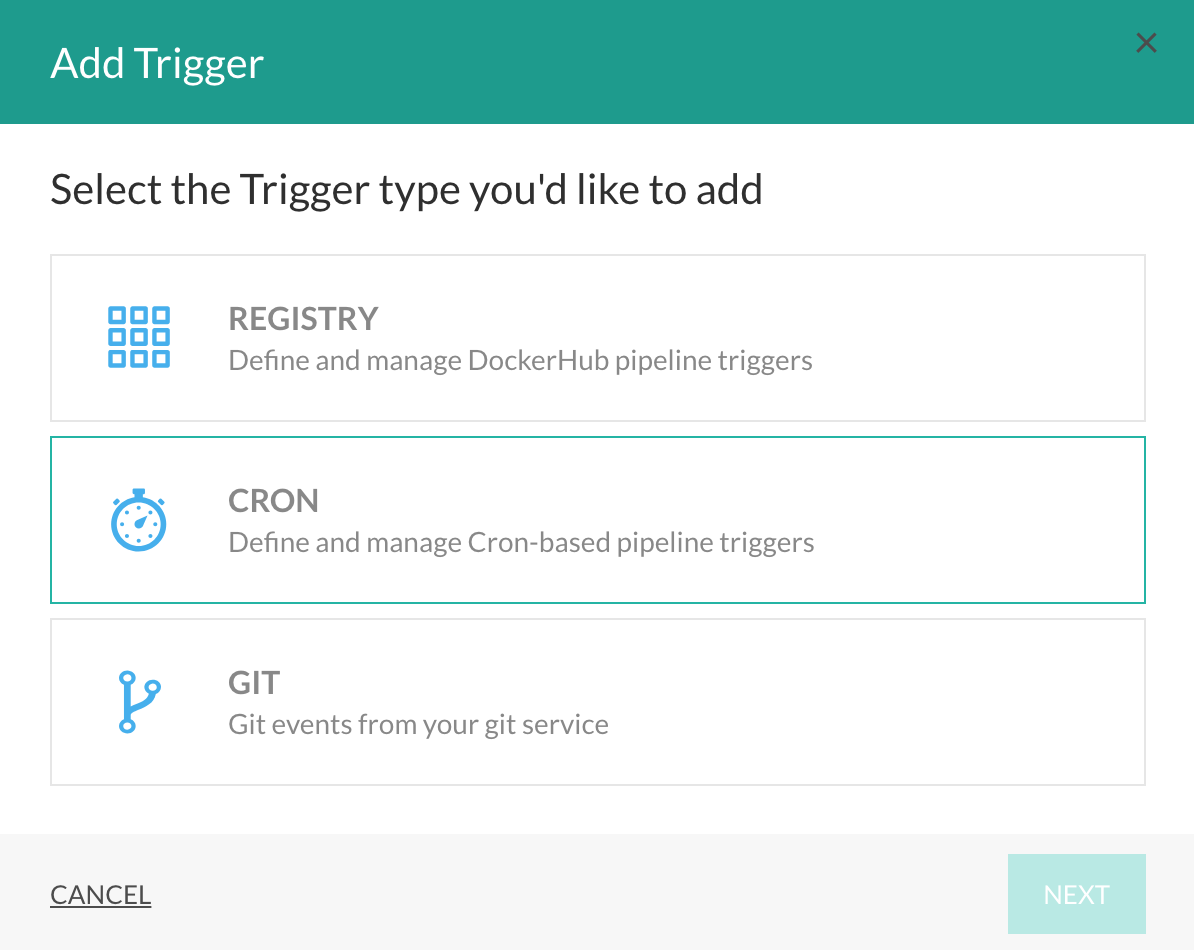 Add Trigger
Select the Trigger type you'd like to add
REGISTRY
Define and manage DockerHub pipeline triggers
CRON
Define and manage Cron-based pipeline triggers
GIT
Git events from your git service
CANCEL
NEXT